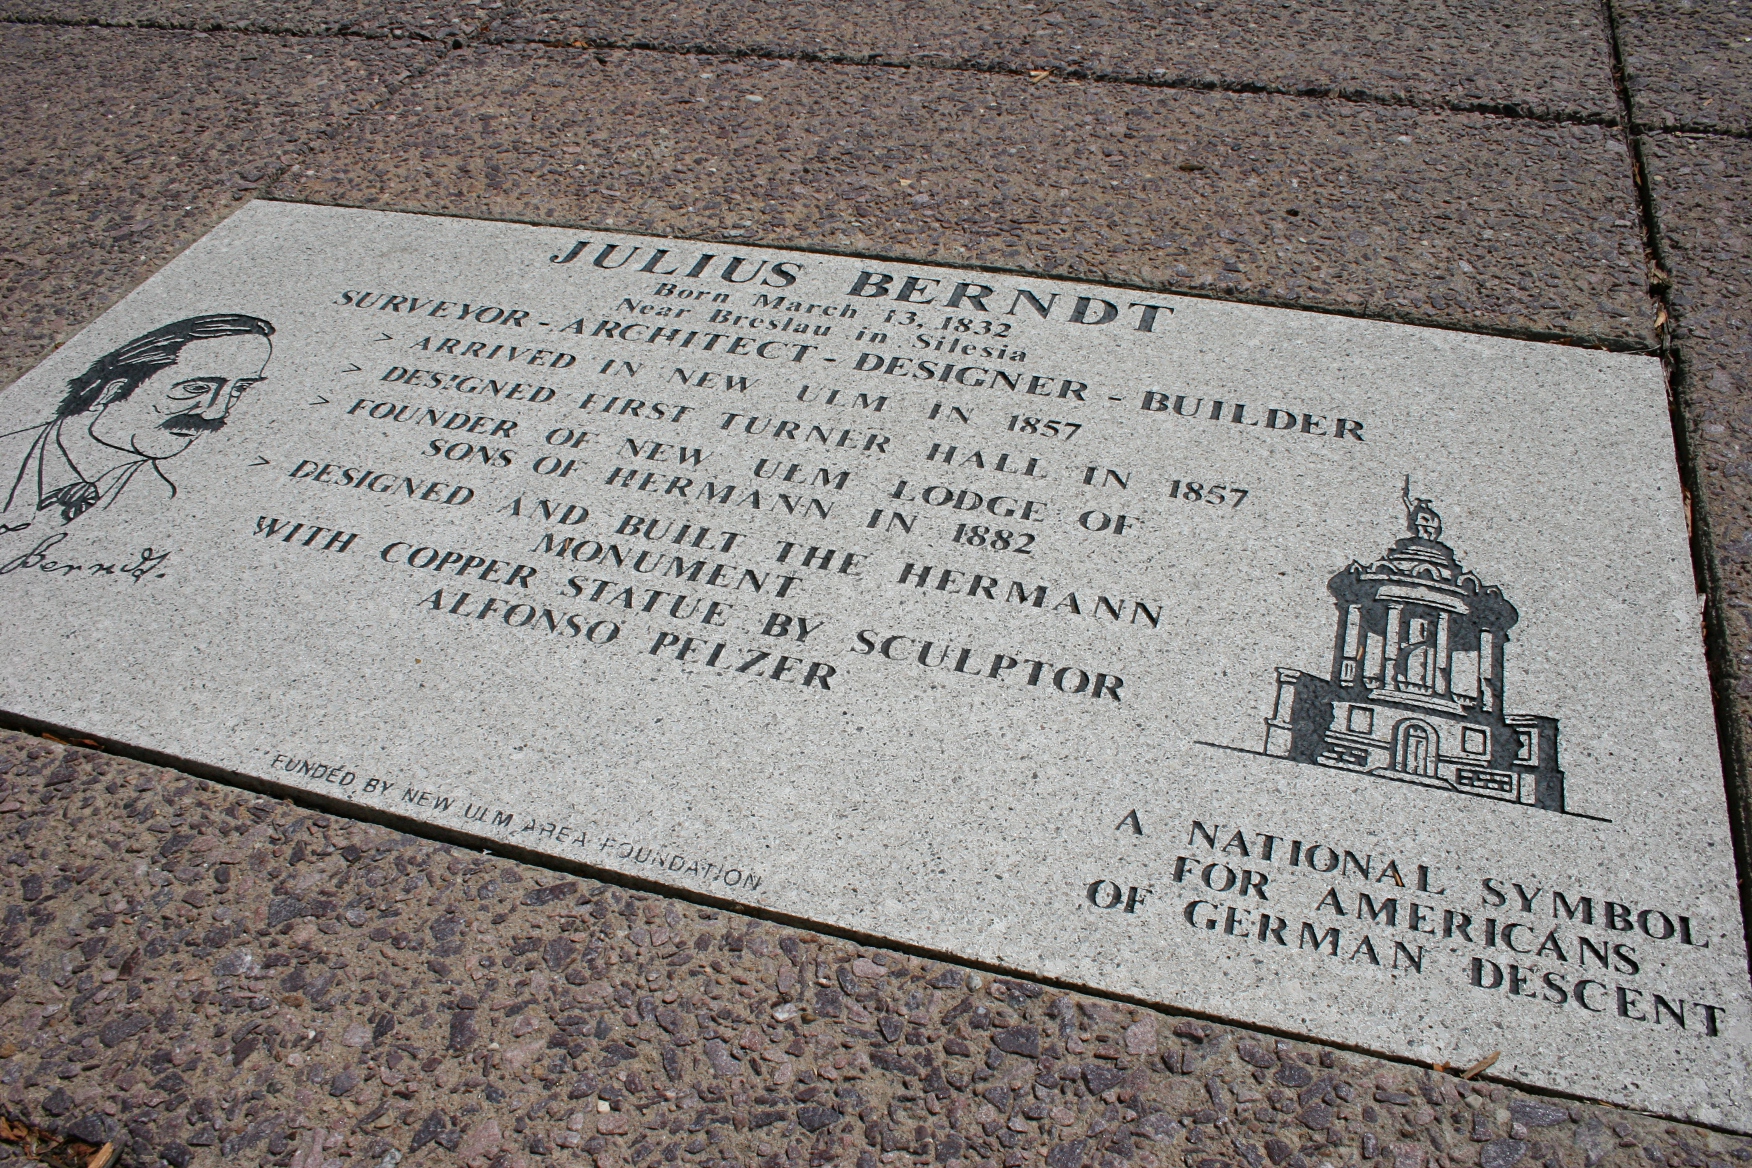 JULIUS BERNDT
Born March 13, 1832
Near Breslau in Silesia
SURVEYOR - ARCHITECT - DESIGNER - BUILDER
> ARRIVED IN NEW ULM IN 1857
> DESIGNED FIRST TURNER HALL IN 1857
> FOUNDER OF NEW ULM LODGE OF
SONS OF HERMANN IN 1882
> DESIGNED AND BUILT THE HERMANN
MONUMENT
WITH COPPER STATUE BY SCULPTOR
ALFONSO PELZER
Berndt.
FUNDED BY NEW ULM AREA FOUNDATION
A NATIONAL SYMBOL
FOR AMERICANS
OF GERMAN DESCENT